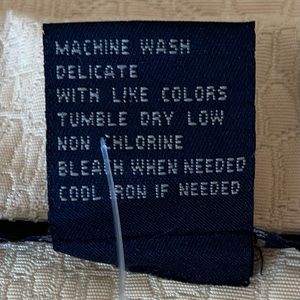 MACHINE WASH
DELICATE
WITH LIKE COLORS
TUMBLE DRY LOW
NON CHLORINE
BLEACH WHEN NEEDED
COOL IRON IF NEEDED